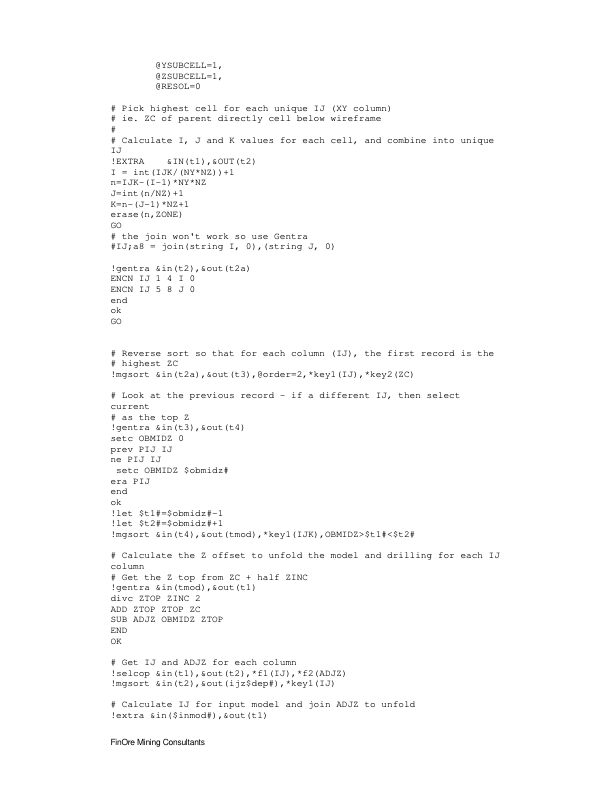 @YSUBCELL=1,
@ZSUBCELL=1,
@RESOL=0
# Pick highest cell for each unique IJ (XY column)
# ie. ZC of parent directly cell below wireframe
#
# Calculate I, J and K values for each cell, and combine into unique
IJ
!EXTRA    &IN(t1),&OUT(t2)
I = int(IJK/(NY*NZ))+1
n=IJK-(I-1)*NY*NZ
J=int(n/NZ)+1
K=n-(J-1)*NZ+1
erase(n,ZONE)
GO
# the join won't work so use Gentra
#IJ;a8 = join(string I, 0),(string J, 0)
!gentra &in(t2),&out(t2a)
ENCN IJ 1 4 I 0
ENCN IJ 5 8 J 0
end
ok
GO
# Reverse sort so that for each column (IJ), the first record is the
# highest ZC
!mgsort &in(t2a),&out(t3),@order=2,*key1(IJ),*key2(ZC)
# Look at the previous record – if a different IJ, then select
current
# as the top Z
!gentra &in(t3),&out(t4)
setc OBMIDZ 0
prev PIJ IJ
ne PIJ IJ
 setc OBMIDZ $obmidz#
era PIJ
end
ok
!let $t1#=$obmidz#-1
!let $t2#=$obmidz#+1
!mgsort &in(t4),&out(tmod),*key1(IJK),OBMIDZ>$t1#<$t2#
# Calculate the Z offset to unfold the model and drilling for each IJ
column
# Get the Z top from ZC + half ZINC
!gentra &in(tmod),&out(t1)
divc ZTOP ZINC 2
ADD ZTOP ZTOP ZC
SUB ADJZ OBMIDZ ZTOP
END
OK
# Get IJ and ADJZ for each column
!selcop &in(t1),&out(t2),*f1(IJ),*f2(ADJZ)
!mgsort &in(t2),&out(ijz$dep#),*key1(IJ)
# Calculate IJ for input model and join ADJZ to unfold
!extra &in($inmod#),&out(t1)
FinOre Mining Consultants